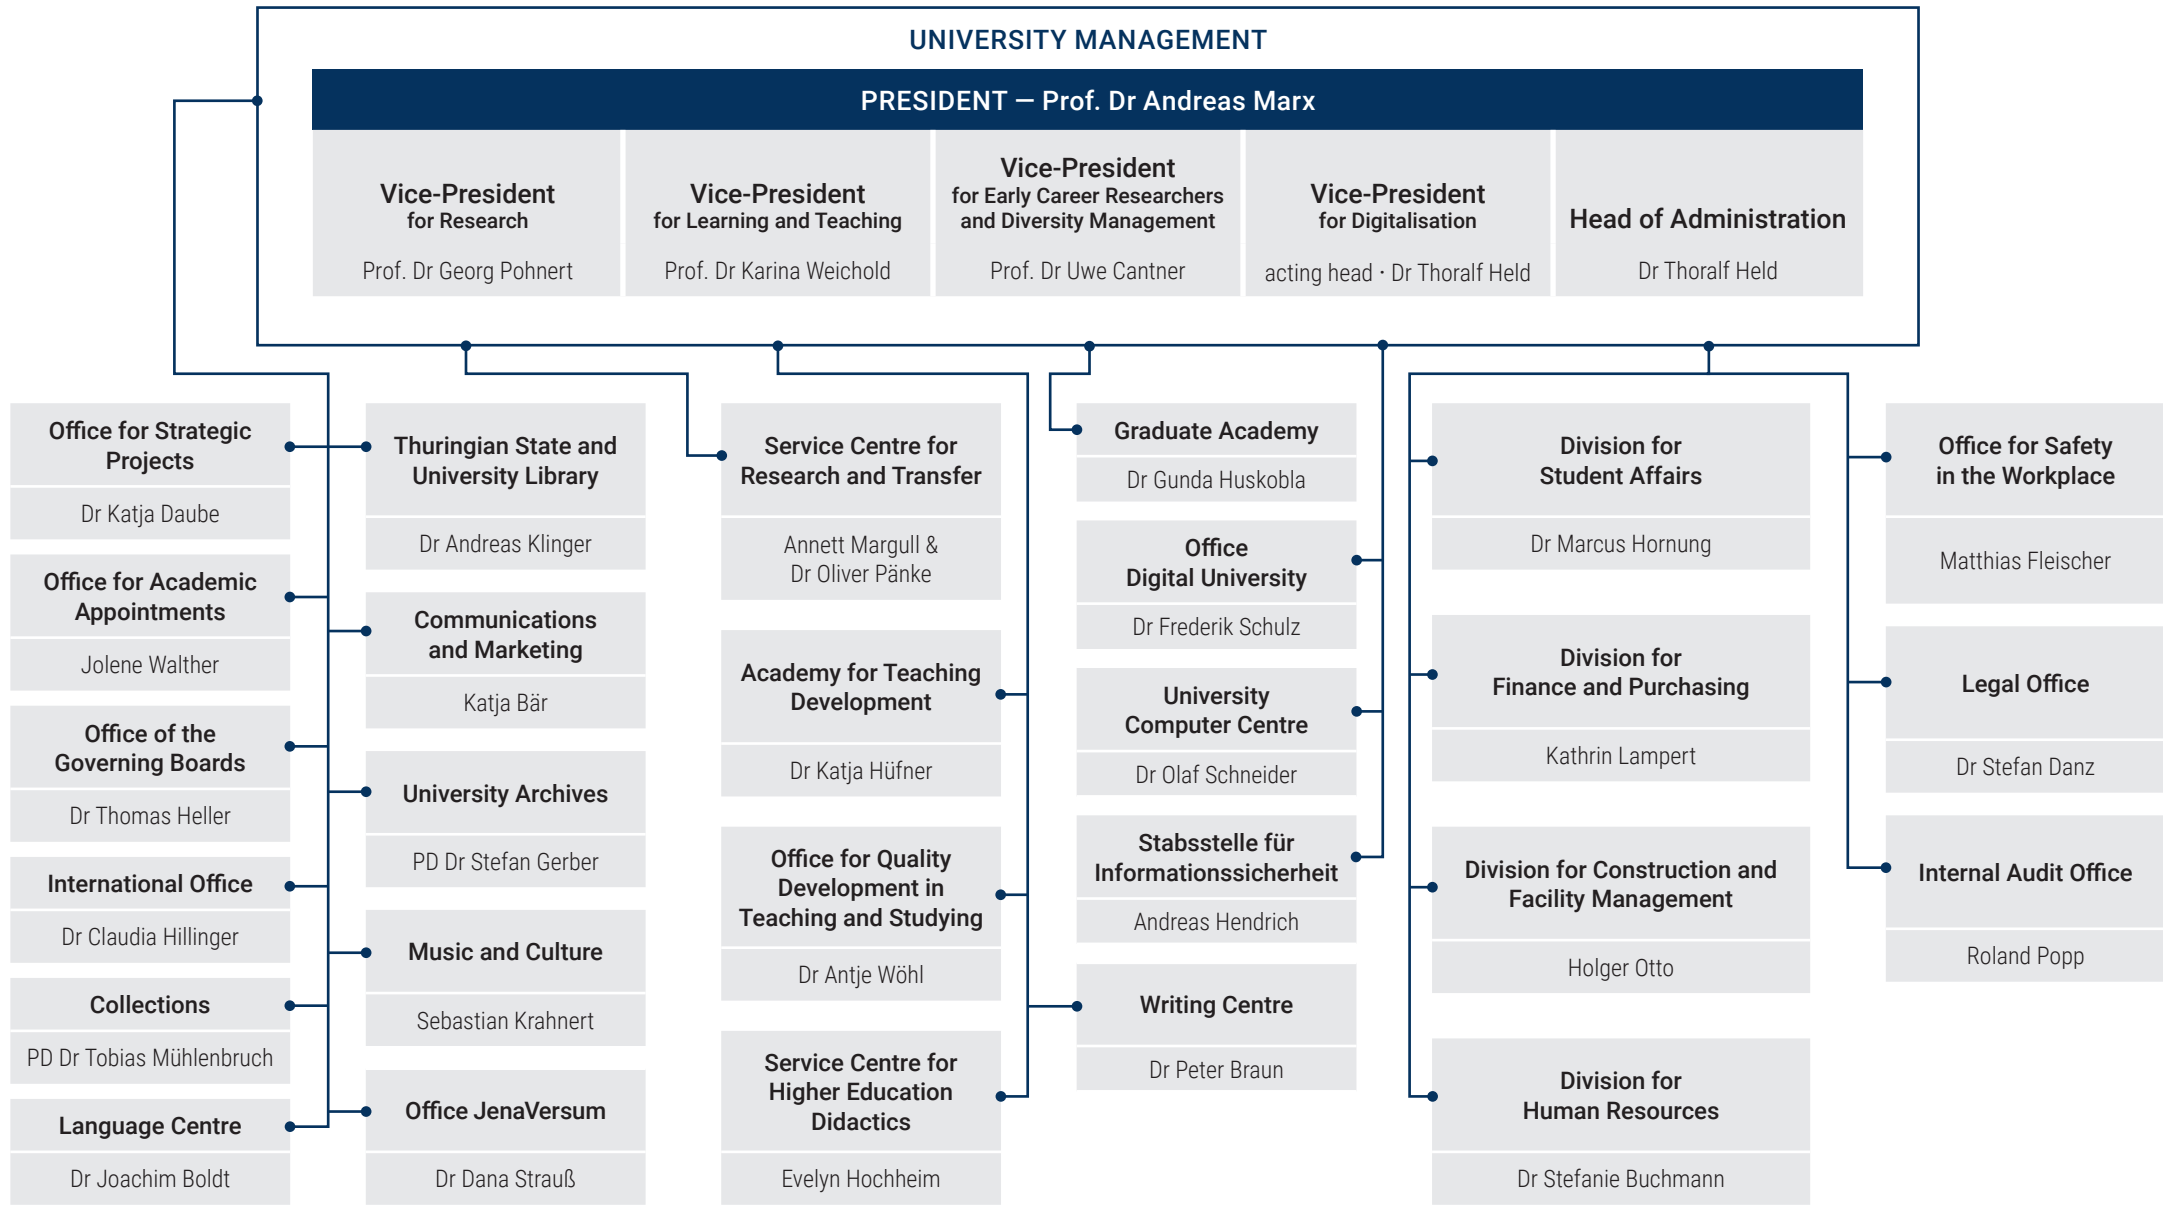 UNIVERSITY MANAGEMENT
PRESIDENT — Prof. Dr Andreas Marx
Vice-President
for Research
Prof. Dr Georg Pohnert
Vice-President
for Learning and Teaching
Prof. Dr Karina Weichold
Vice-President
for Early Career Researchers
and Diversity Management
Prof. Dr Uwe Cantner
Vice-President
for Digitalisation
acting head · Dr Thoralf Held
Head of Administration
Dr Thoralf Held
Office for Strategic
Projects
Dr Katja Daube
Office for Academic
Appointments
Jolene Walther
Office of the
Governing Boards
Dr Thomas Heller
International Office
Dr Claudia Hillinger
Collections
PD Dr Tobias Mühlenbruch
Language Centre
Dr Joachim Boldt
Thuringian State and
University Library
Dr Andreas Klinger
Communications
and Marketing
Katja Bär
University Archives
PD Dr Stefan Gerber
Music and Culture
Sebastian Krahnert
Office JenaVersum
Dr Dana Strauß
Service Centre for
Research and Transfer
Annett Margull &
Dr Oliver Pänke
Academy for Teaching
Development
Dr Katja Hüfner
Office for Quality
Development in
Teaching and Studying
Dr Antje Wöhl
Service Centre for
Higher Education
Didactics
Evelyn Hochheim
Graduate Academy
Dr Gunda Huskobla
Office
Digital University
Dr Frederik Schulz
University
Computer Centre
Dr Olaf Schneider
Stabsstelle für
Informationssicherheit
Andreas Hendrich
Writing Centre
Dr Peter Braun
Division for
Student Affairs
Dr Marcus Hornung
Division for
Finance and Purchasing
Kathrin Lampert
Division for Construction and
Facility Management
Holger Otto
Division for
Human Resources
Dr Stefanie Buchmann
Office for Safety
in the Workplace
Matthias Fleischer
Legal Office
Dr Stefan Danz
Internal Audit Office
Roland Popp